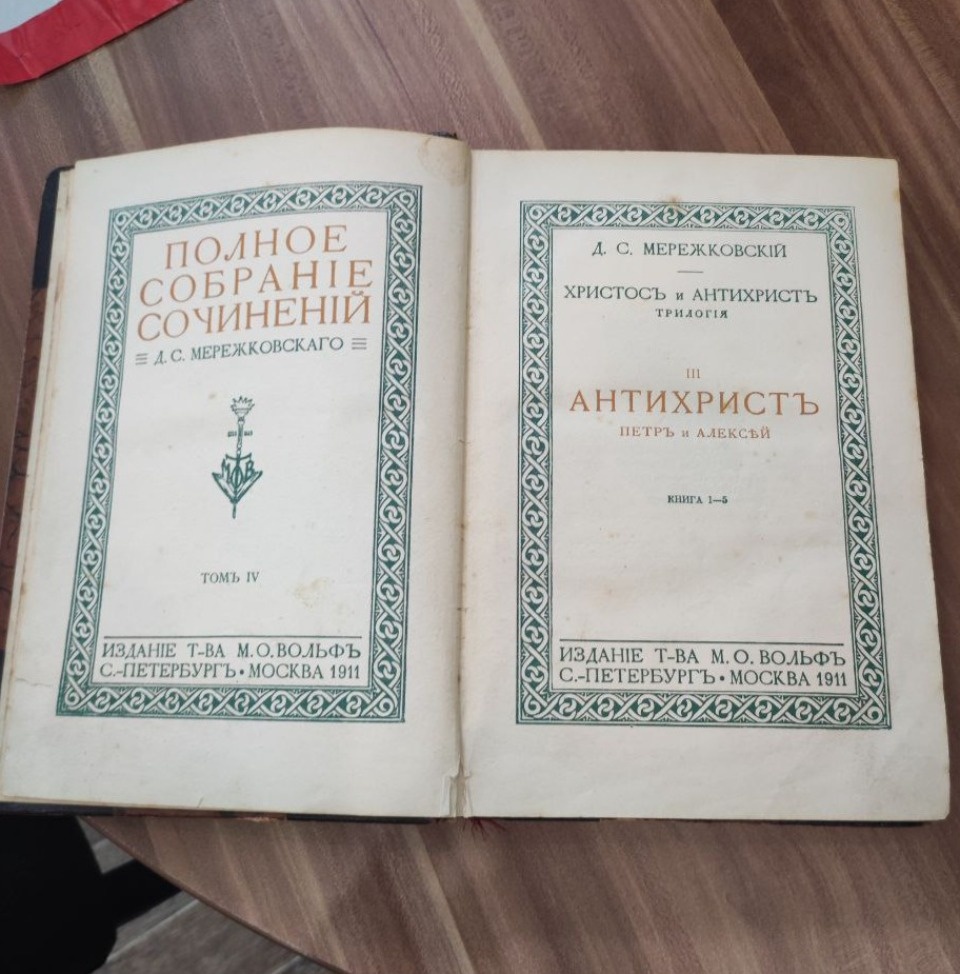 ПОЛНОЕ
СОБРАНІЕ
СОЧИНЕНІЙ
Д. С. МЕРЕЖКОВСКАГО
МОВ
ТОМЪ IV
ИЗДАНІЕ Т-ВА М. О. ВОЛЬФЪ
С.-ПЕТЕРБУРГЪ • МОСКВА 1911
Д. С. МЕРЕЖКОВСКІЙ
ХРИСТОСЪ и АНТИХРИСТЪ
ТРИЛОГІЯ
III
АНТИХРИСТЪ
ПЕТРЪ и АЛЕКСѢЙ
КНИГА 1—5
ИЗДАНІЕ Т-ВА М. О. ВОЛЬФЪ
С.-ПЕТЕРБУРГЪ • МОСКВА 1911